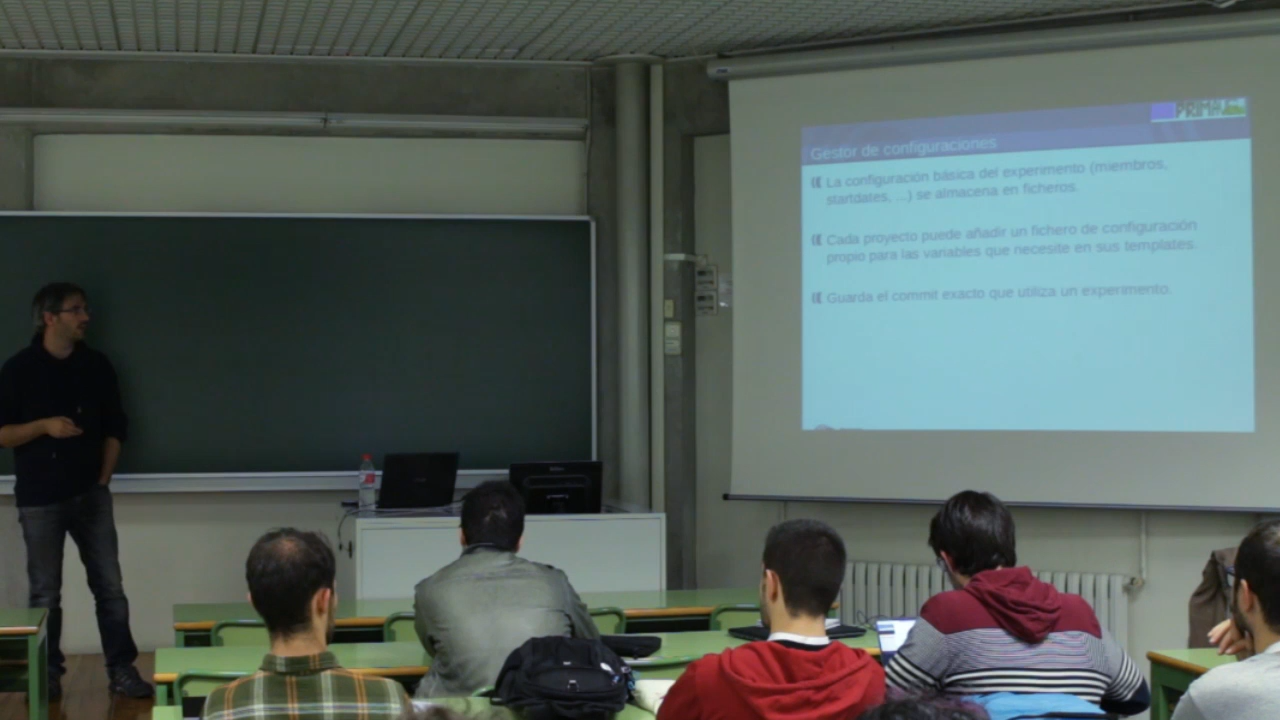 PRIMA
Gestor de configuraciones
La configuración básica del experimento (miembros,
startdates, ...) se almacena en ficheros.
Cada proyecto puede añadir un fichero de configuración
propio para las variables que necesite en sus templates.
Guarda el commit exacto que utiliza un experimento.